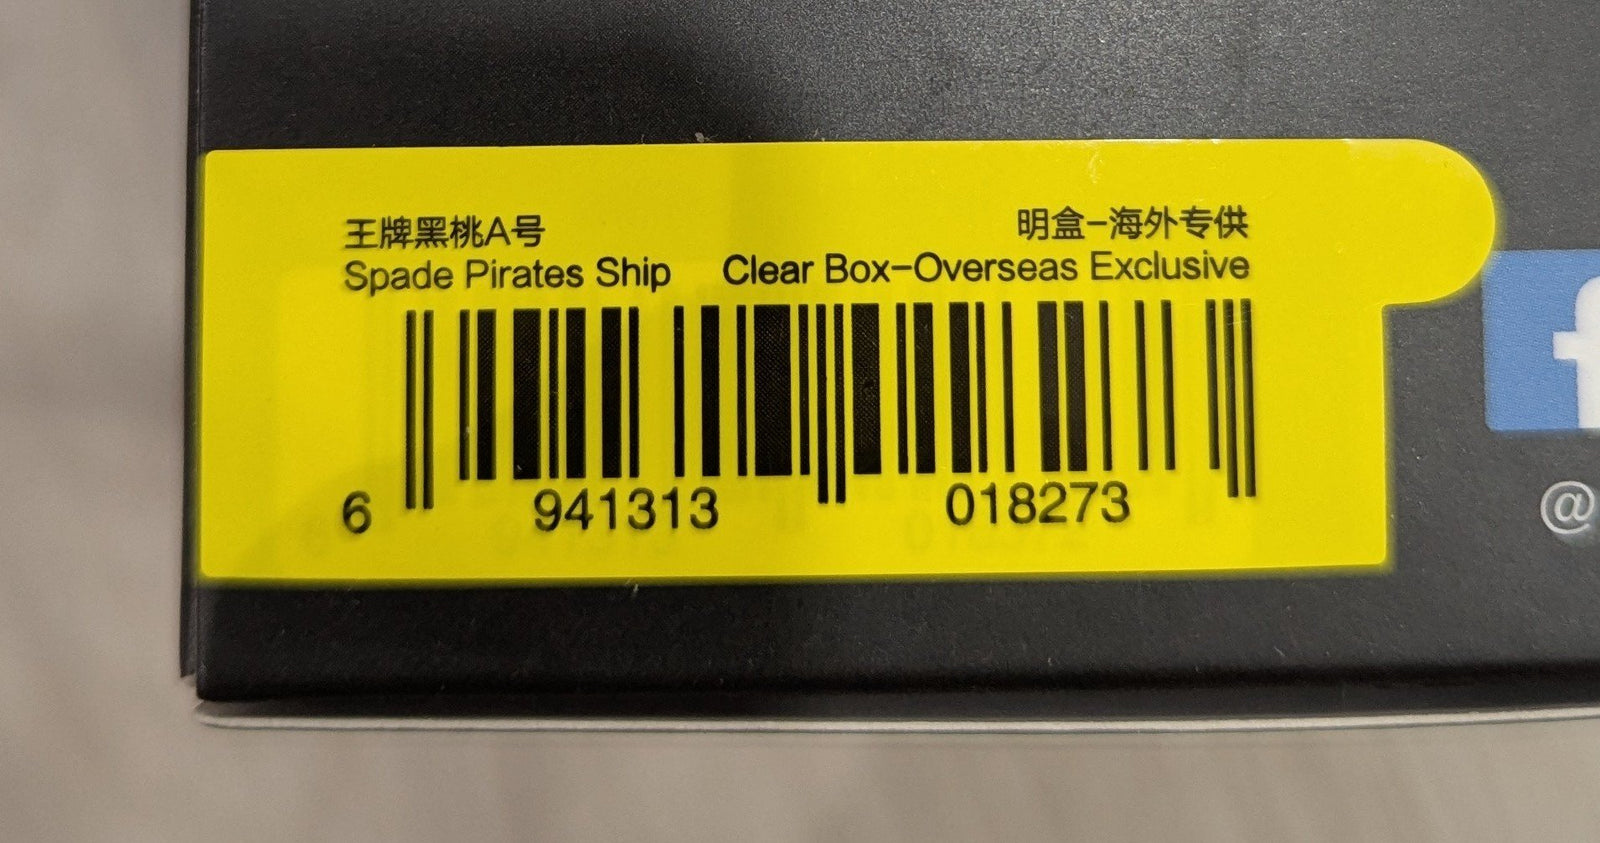 王牌黑桃A号
Spade Pirates Ship
明盒-海外专供
Clear Box-Overseas Exclusive
6 941313 018273
f
@